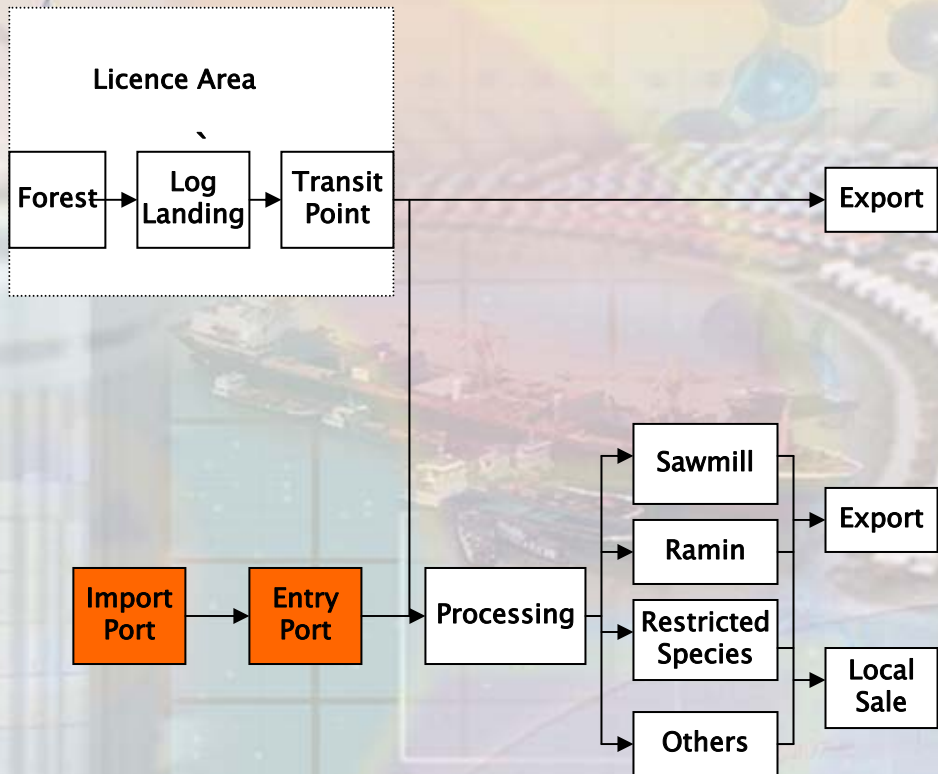 Licence Area
`
Forest
Log
Landing
Transit
Point
Export
Sawmill
Export
Ramin
Import
Port
Entry
Port
Processing
Restricted
Species
Local
Sale
Others